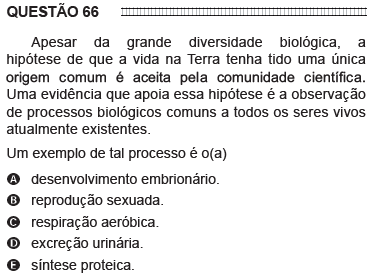 QUESTÃO 66
Apesar da grande diversidade biológica, a
hipótese de que a vida na Terra tenha tido uma única
origem comum é aceita pela comunidade científica.
Uma evidência que apoia essa hipótese é a observação
de processos biológicos comuns a todos os seres vivos
atualmente existentes.
Um exemplo de tal processo é o(a)
A desenvolvimento embrionário.
B reprodução sexuada.
C respiração aeróbica.
D excreção urinária.
E síntese proteica.